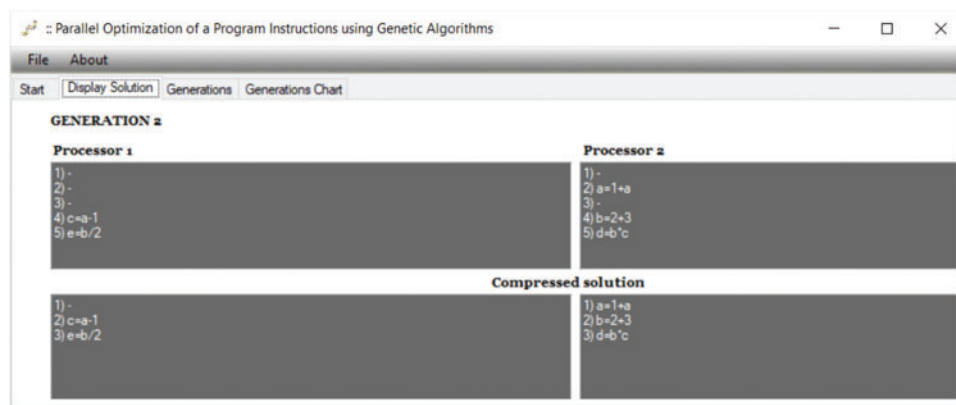 :: Parallel Optimization of a Program Instructions using Genetic Algorithms
File About
Start Display Solution Generations Generations Chart
GENERATION 2
Processor 1
1) -
2) -
3) -
4) c=a-1
5) e=b/2
Processor 2
1) -
2) a=1+a
3) -
4) b=2+3
5) d=b*c
Compressed solution
1) -
2) c=a-1
3) e=b/2
1) a=1+a
2) b=2+3
3) d=b*c